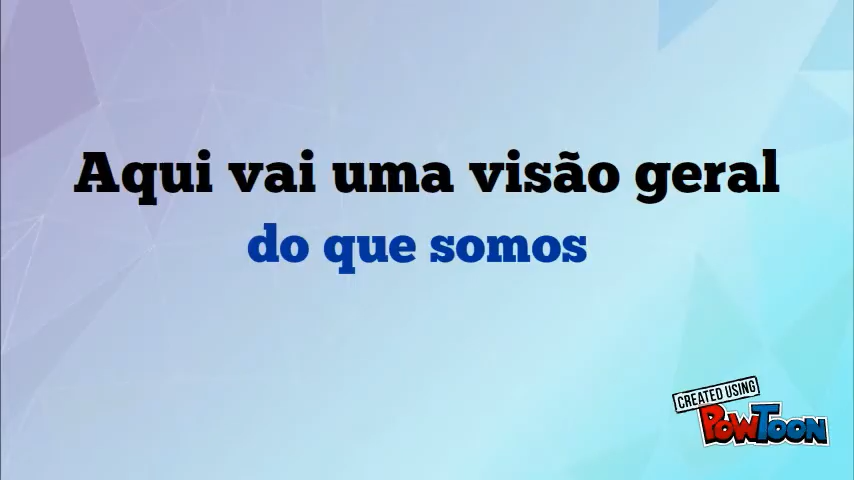 Aqui vai uma visão geral
do que somos
CREATED USING
POWTOON